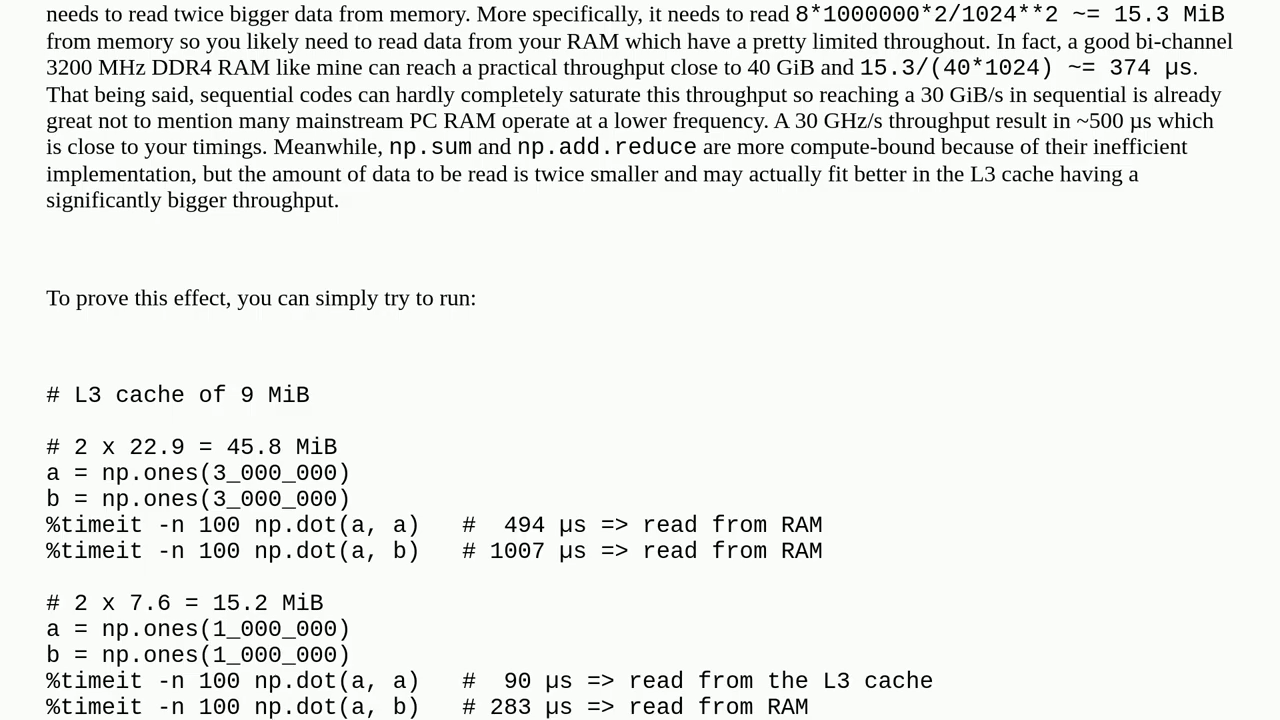 needs to read twice bigger data from memory. More specifically, it needs to read 8*1000000*2/1024**2 ~= 15.3 MiB
from memory so you likely need to read data from your RAM which have a pretty limited throughout. In fact, a good bi-channel
3200 MHz DDR4 RAM like mine can reach a practical throughput close to 40 GiB and 15.3/(40*1024) ~= 374 µs.
That being said, sequential codes can hardly completely saturate this throughput so reaching a 30 GiB/s in sequential is already
great not to mention many mainstream PC RAM operate at a lower frequency. A 30 GHz/s throughput result in ~500 µs which
is close to your timings. Meanwhile, np.sum and np.add.reduce are more compute-bound because of their inefficient
implementation, but the amount of data to be read is twice smaller and may actually fit better in the L3 cache having a
significantly bigger throughput.
To prove this effect, you can simply try to run:
# L3 cache of 9 MiB
# 2 x 22.9 = 45.8 MiB
a = np.ones(3_000_000)
b = np.ones(3_000_000)
%timeit -n 100 np.dot(a, a)   #  494 µs => read from RAM
%timeit -n 100 np.dot(a, b)   # 1007 µs => read from RAM
# 2 x 7.6 = 15.2 MiB
a = np.ones(1_000_000)
b = np.ones(1_000_000)
%timeit -n 100 np.dot(a, a)   #  90 µs => read from the L3 cache
%timeit -n 100 np.dot(a, b)   # 283 µs => read from RAM